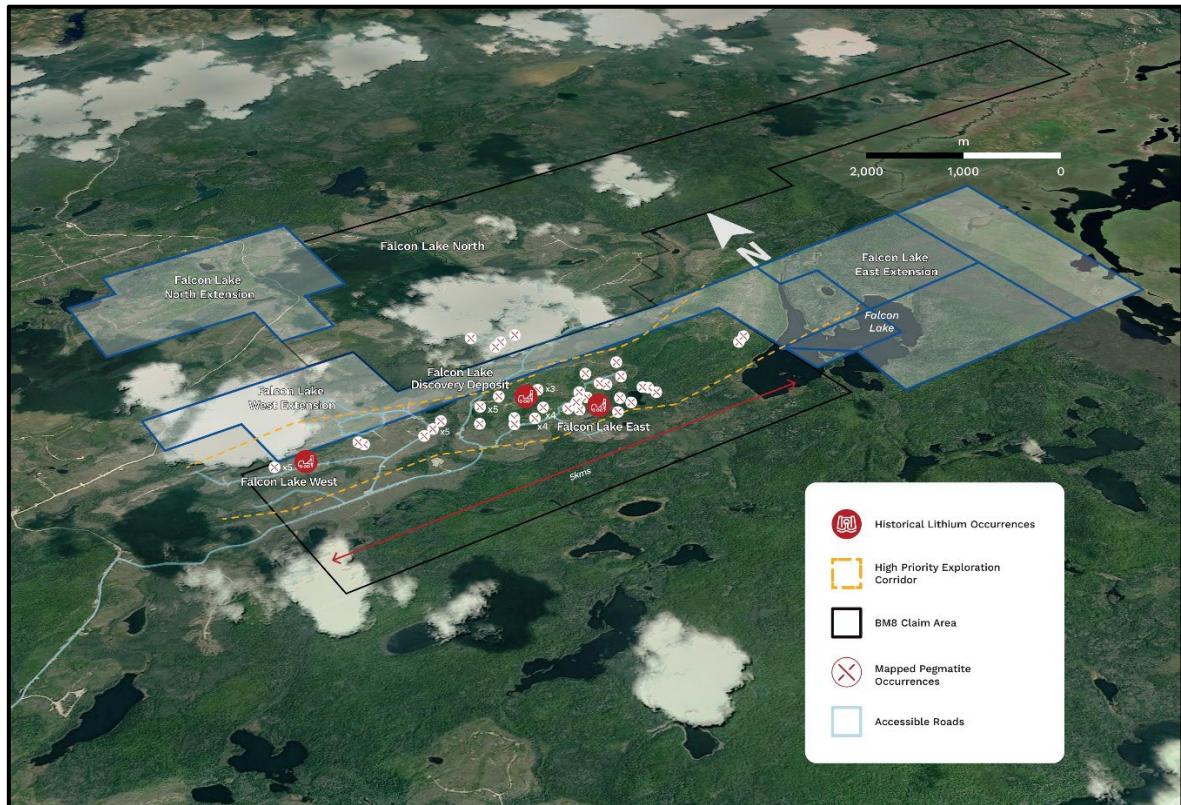 m
2,000 1,000 0
N
Falcon Lake North
Falcon Lake
North Extension
Falcon Lake
East Extension
Falcon
Lake
Falcon Lake
Discovery Deposit
Falcon Lake
West Extension
x3
x5
x4
x4
x5
Falcon Lake East
x5
Falcon Lake West
5kms
Historical Lithium Occurrences
High Priority Exploration
Corridor
BM8 Claim Area
Mapped Pegmatite
Occurrences
Accessible Roads